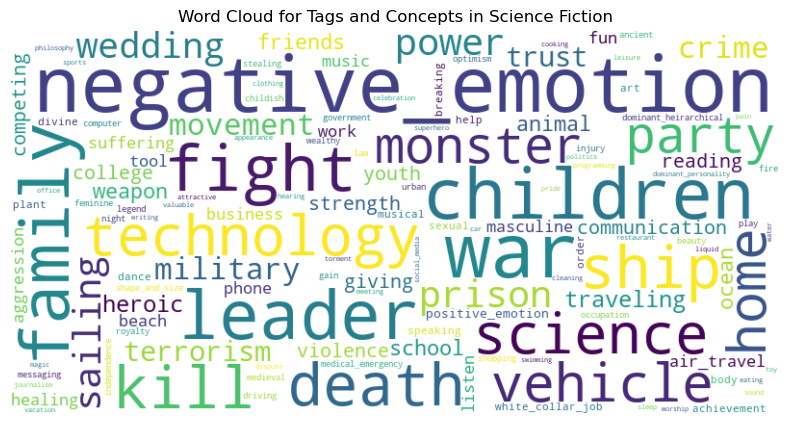 Word Cloud for Tags and Concepts in Science Fiction
philosophy
wedding
friends
power
fun
ancient
sports
stealing
music
optimism
trust
cooking
leisure
crime
competing
clothing
childish
negative_emotion
celebration
breaking
art
divine
computer
movement
government
appearance
superhero
help
animal
dominant_heirarchical
pain
suffering
work
wealthy
law
monster
injury
politics
party
college
tool
fight
youth
reading
programming
fire
office
weapon
attractive
hearing
urban
children
dominant_personality
plant
feminine
legend
strength
pride
family
night
writing
valuable
business
musical
sexual
car
masculine
communication
play
water
technology
torment
social_media
war
restaurant
beauty
order
liquid
home
aggression
sailing
dance
military
gain
meeting
giving
prison
cleaning
ship
ocean
shape_and_size
heroic
phone
traveling
royalty
beach
leader
positive_emotion
occupation
magic
independence
terrorism
violence
speaking
school
science
messaging
journalism
dispute
medical_emergency
listen
shopping
swimming
air_travel
toy
healing
vacation
kill
medieval
driving
death
vehicle
body
eating
sound
white_collar_job
sleep
worship
achievement